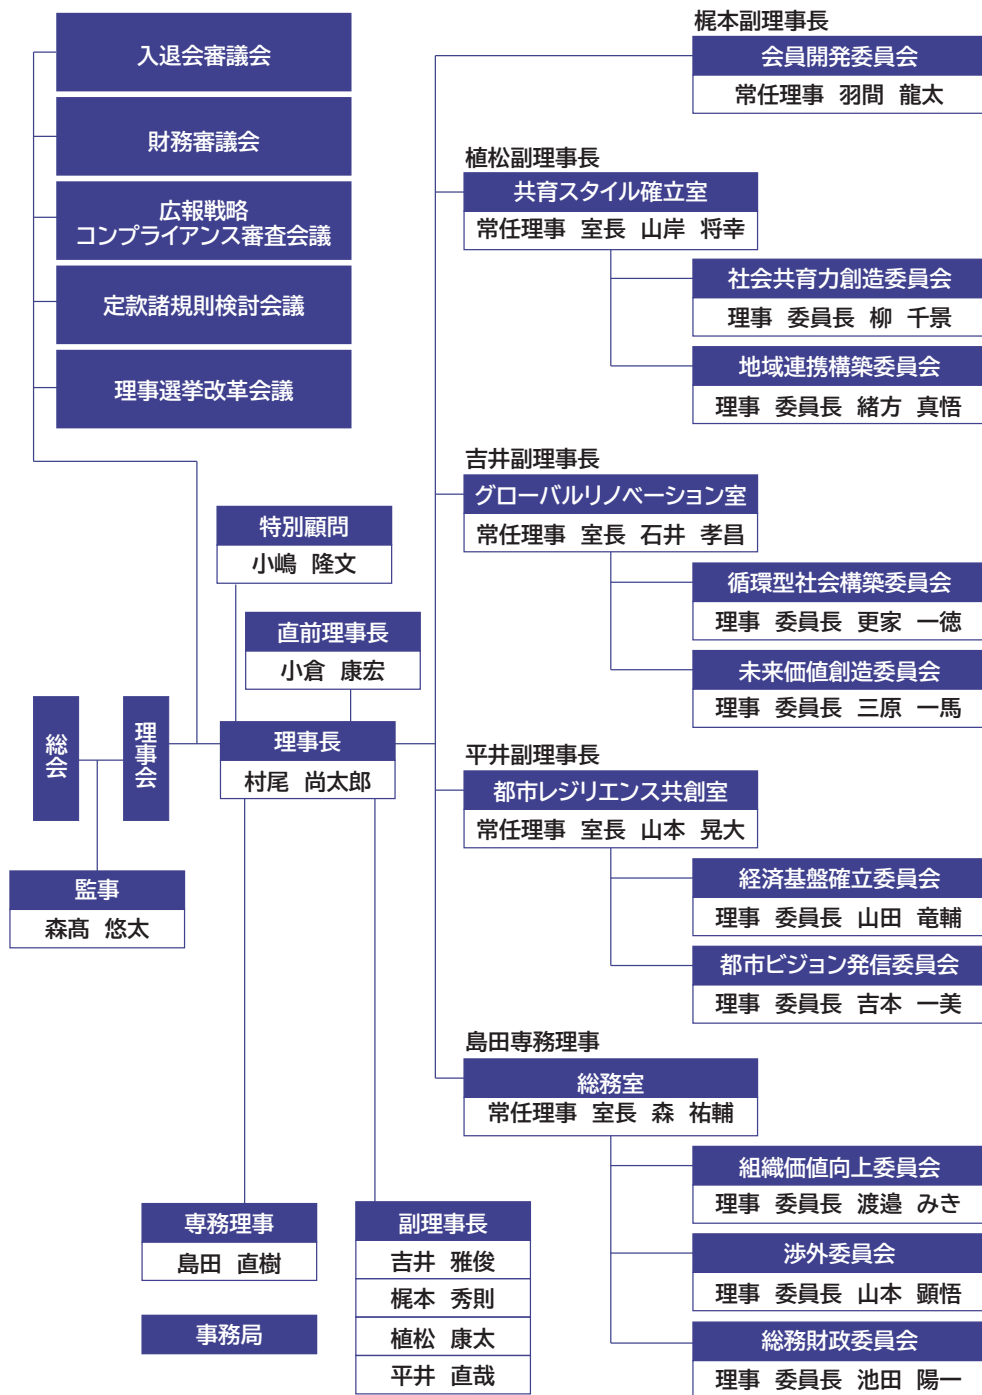 入退会審議会
財務審議会
広報戦略
コンプライアンス審査会議
定款諸規則検討会議
理事選挙改革会議
特別顧問
小嶋 隆文
直前理事長
小倉 康宏
総会
理事会
理事長
村尾 尚太郎
監事
森髙 悠太
専務理事
島田 直樹
事務局
副理事長
吉井 雅俊
梶本 秀則
植松 康太
平井 直哉
梶本副理事長
会員開発委員会
常任理事 羽間 龍太
植松副理事長
共育スタイル確立室
常任理事 室長 山岸 将幸
社会共育力創造委員会
理事 委員長 柳 千景
地域連携構築委員会
理事 委員長 緒方 真悟
吉井副理事長
グローバルリノベーション室
常任理事 室長 石井 孝昌
循環型社会構築委員会
理事 委員長 更家 一徳
未来価値創造委員会
理事 委員長 三原 一馬
平井副理事長
都市レジリエンス共創室
常任理事 室長 山本 晃大
経済基盤確立委員会
理事 委員長 山田 竜輔
都市ビジョン発信委員会
理事 委員長 吉本 一美
島田専務理事
総務室
常任理事 室長 森 祐輔
組織価値向上委員会
理事 委員長 渡邉 みき
渉外委員会
理事 委員長 山本 顕悟
総務財政委員会
理事 委員長 池田 陽一